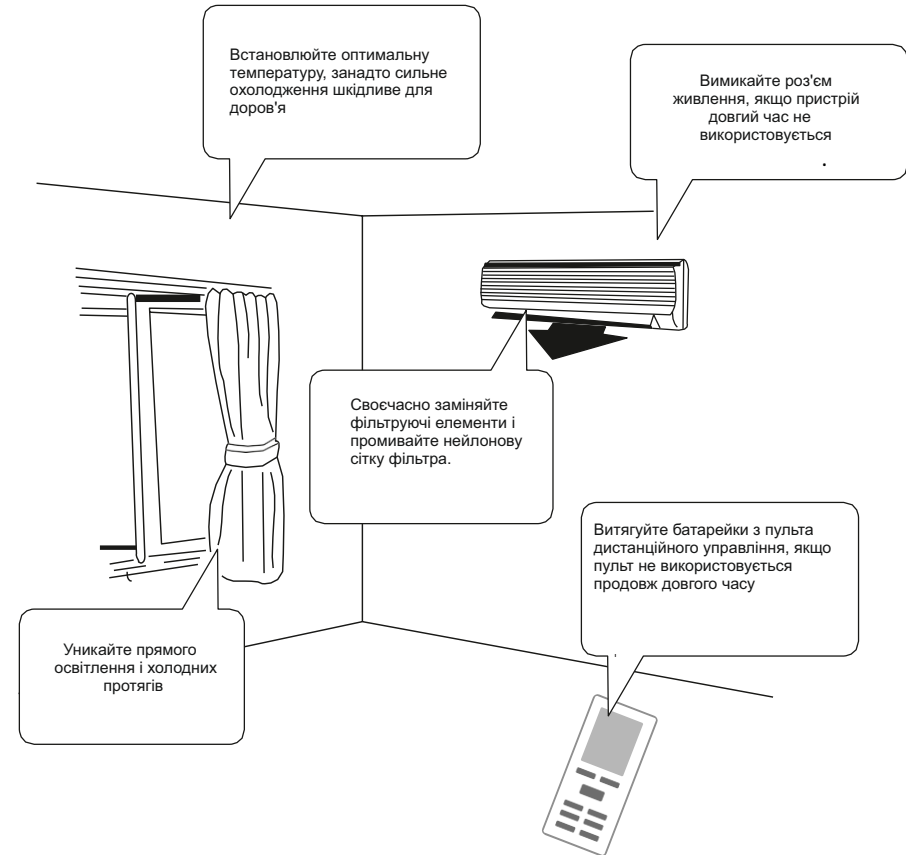 Встановлюйте оптимальну
температуру, занадто сильне
охолодження шкідливе для
доров'я
Вимикайте роз'єм
живлення, якщо пристрій
довгий час не
використовується
.
Своєчасно заміняйте
фільтруючі елементи і
промивайте нейлонову
сітку фільтра.
Витягуйте батарейки з пульта
дистанційного управління, якщо
пульт не використовується
продовж довгого часу
Уникайте прямого
освітлення і холодних
протягів